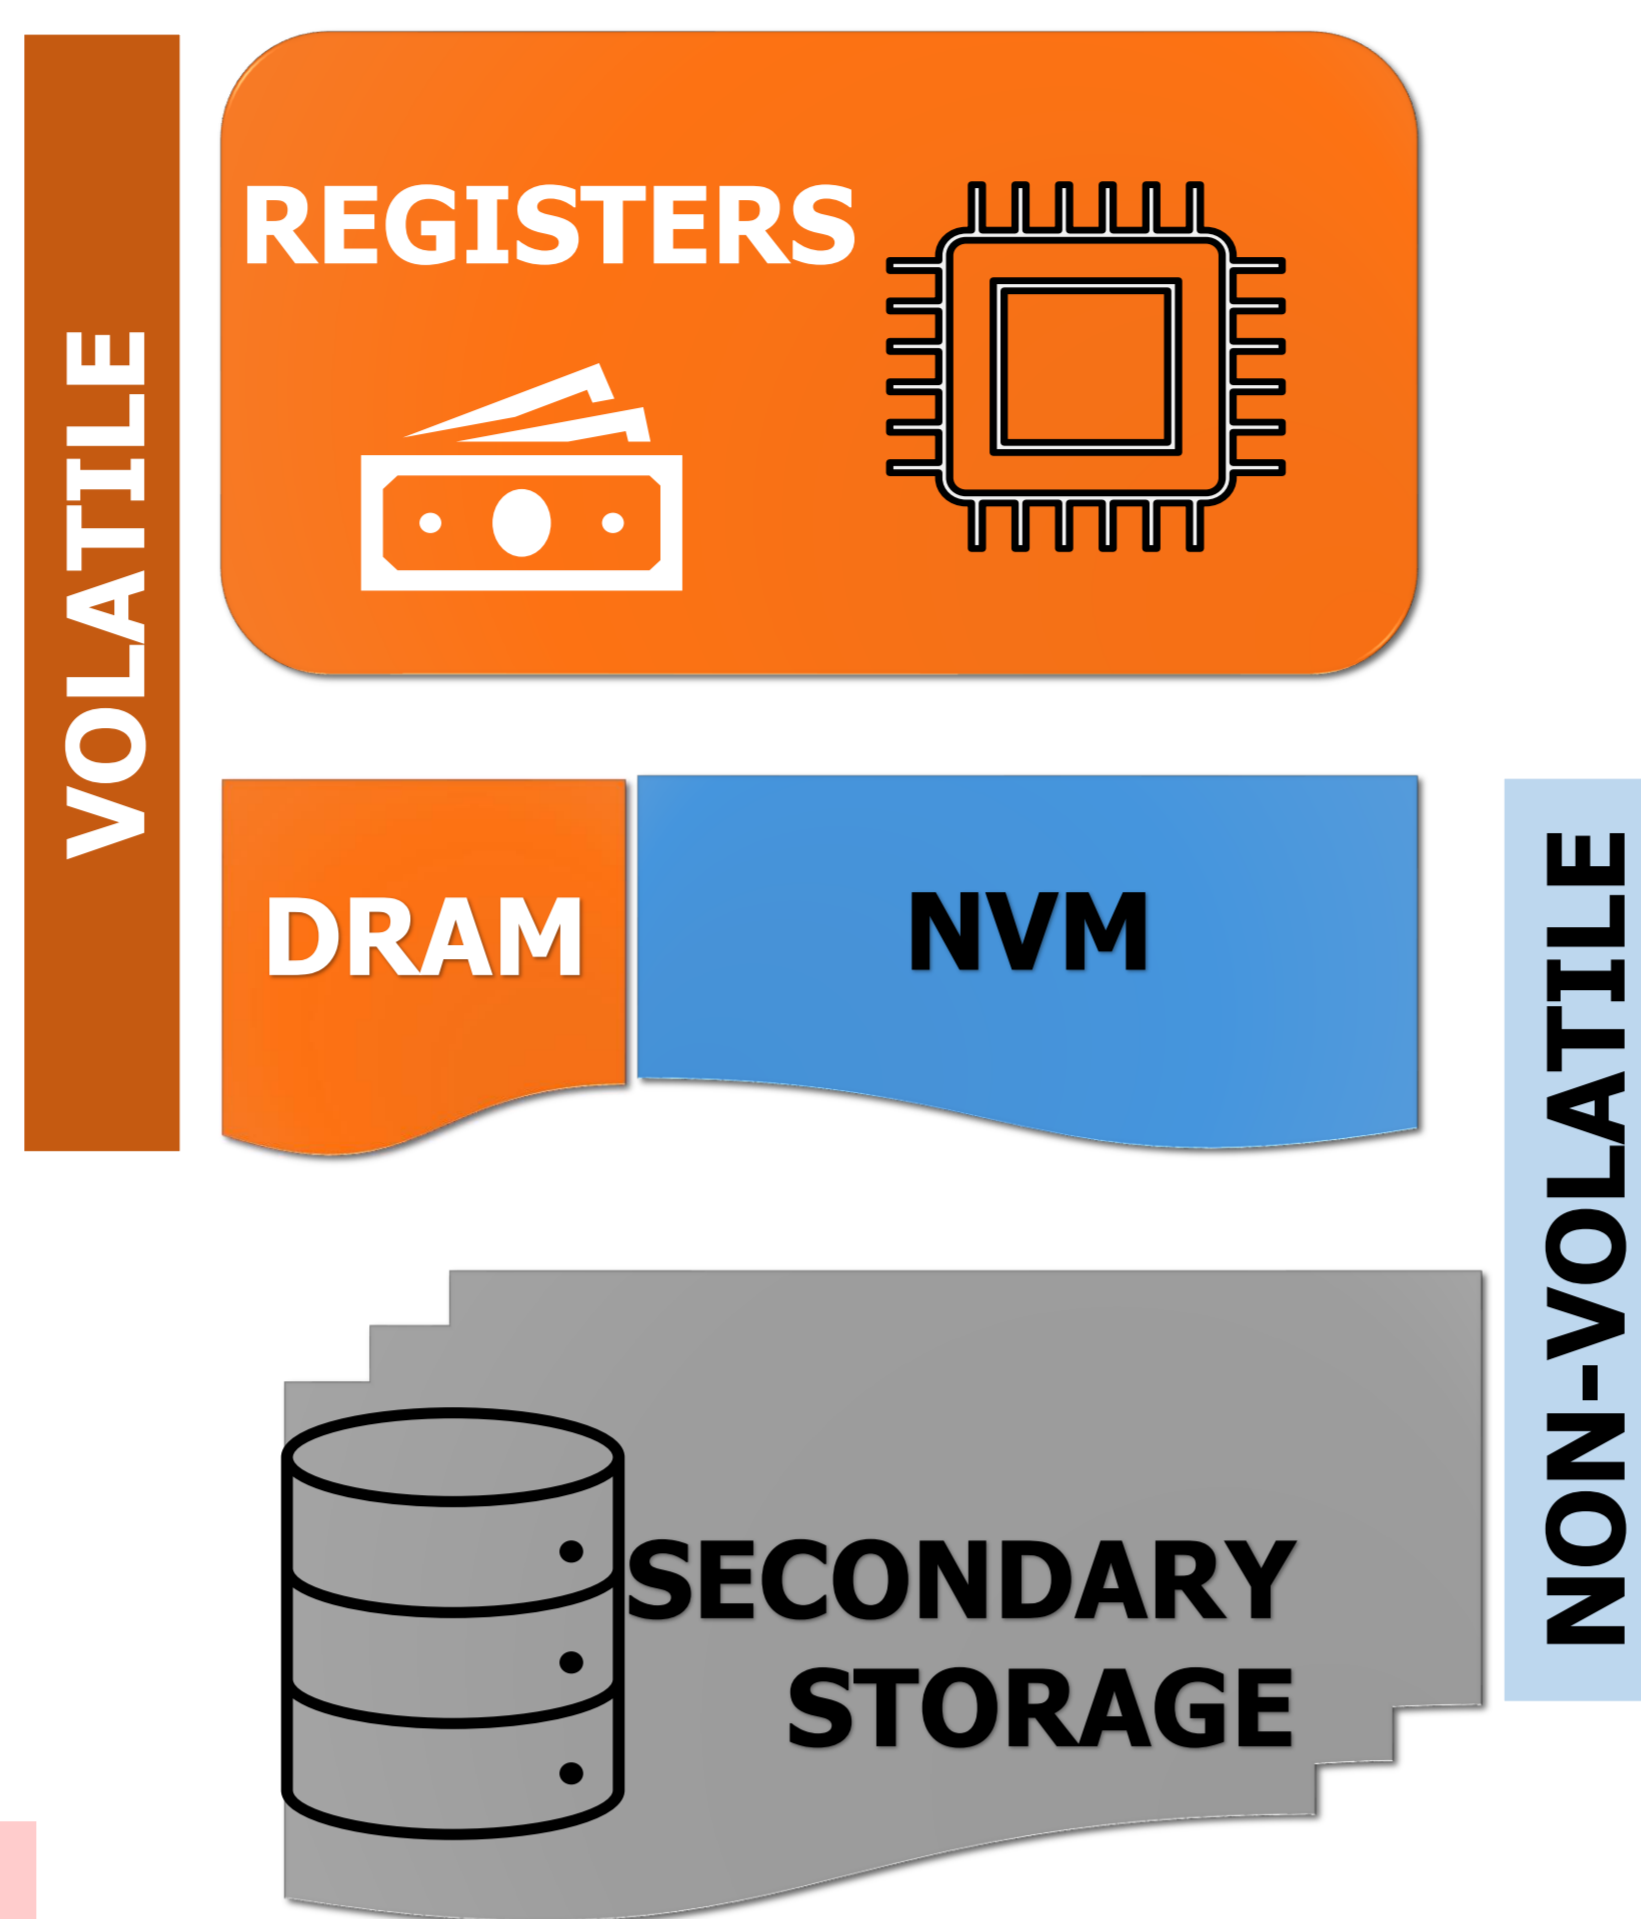 VOLATILE
REGISTERS
DRAM
NVM
NON-VOLATILE
SECONDARY
STORAGE